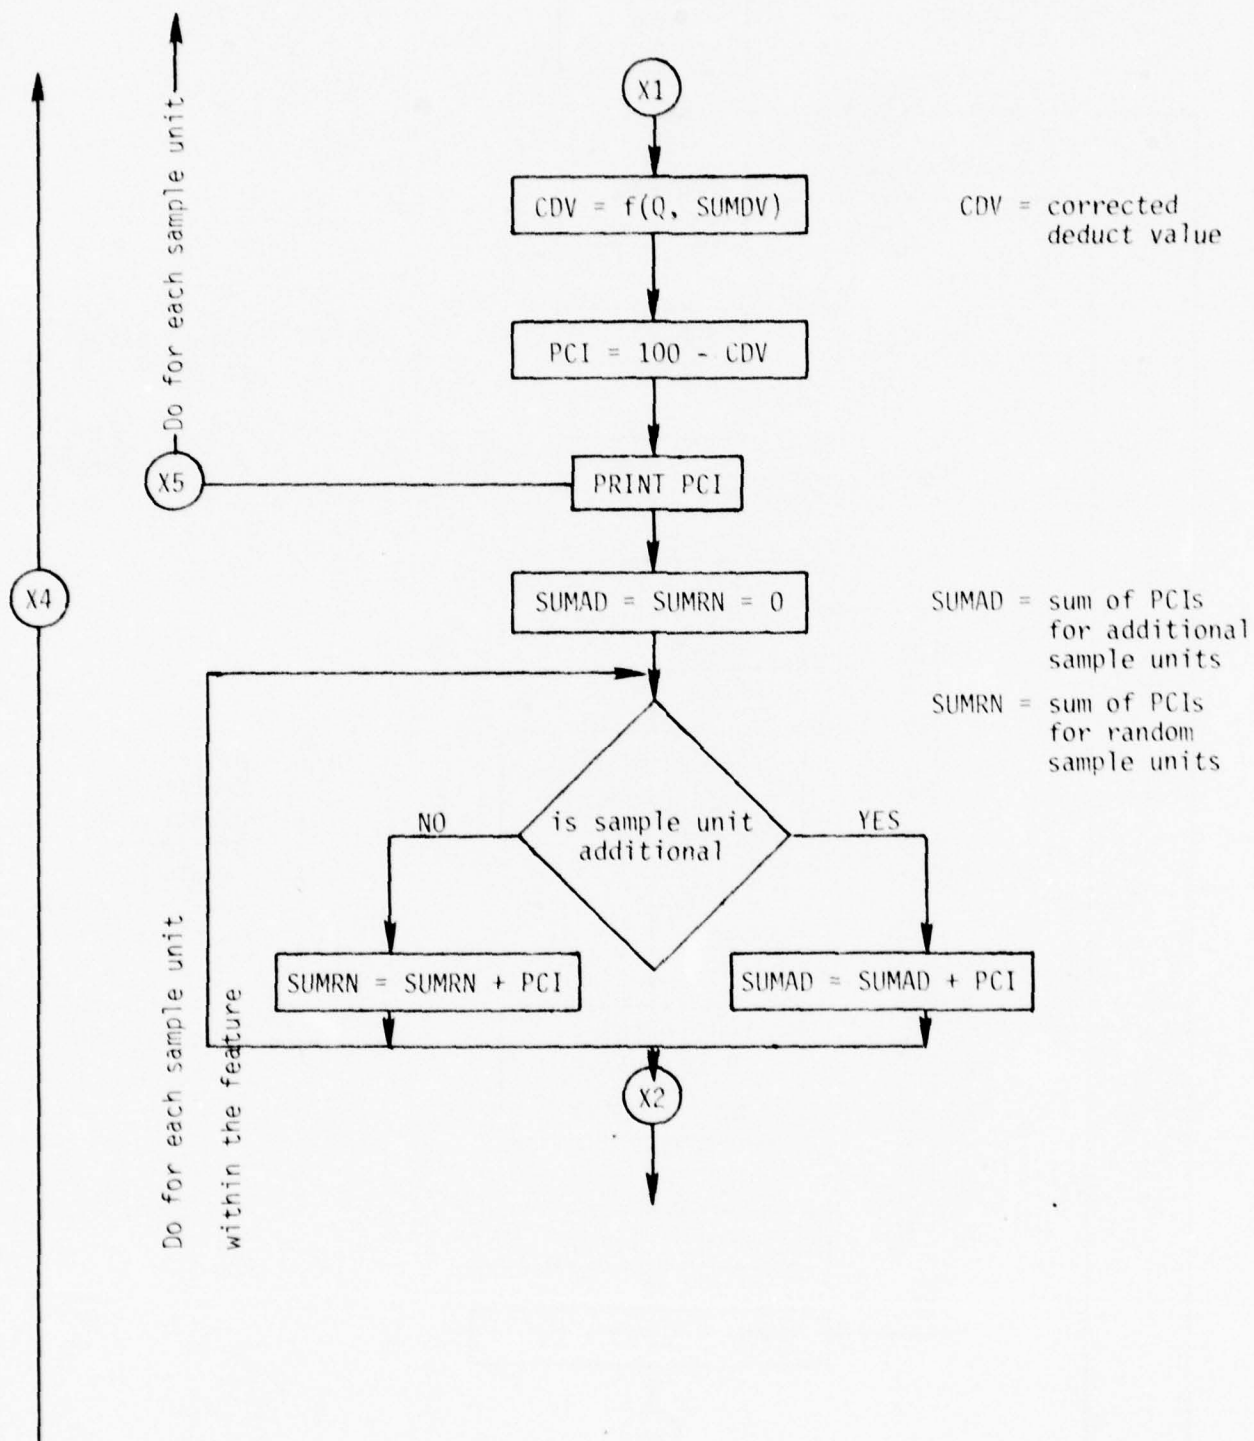 X1
CDV = f(Q, SUMDV)
CDV = corrected
deduct value
PCI = 100 - CDV
Do for each sample unit
X5
PRINT PCI
X4
SUMAD = SUMRN = 0
SUMAD = sum of PCIs
for additional
sample units
SUMRN = sum of PCIs
for random
sample units
NO
is sample unit
additional
YES
SUMRN = SUMRN + PCI
SUMAD = SUMAD + PCI
Do for each sample unit
within the feature
X2